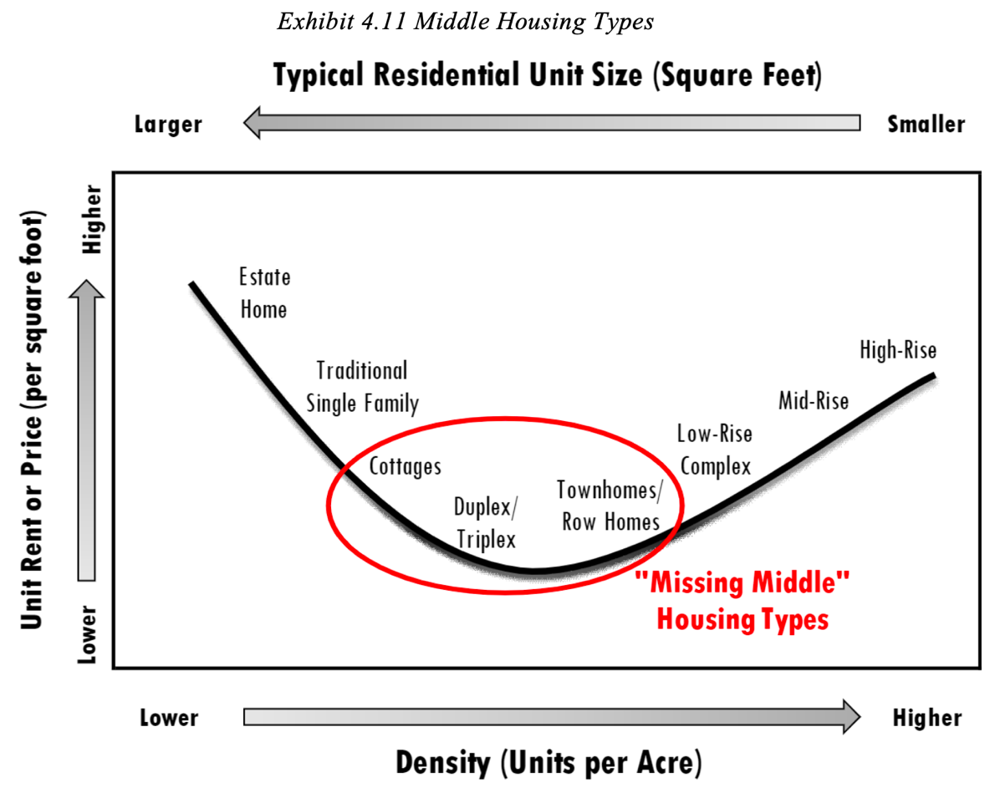 Exhibit 4.11 Middle Housing Types
Typical Residential Unit Size (Square Feet)
Larger
Smaller
Unit Rent or Price (per square foot)
Higher
Lower
Estate
Home
Traditional
Single Family
Cottages
Duplex/
Triplex
Townhomes/
Row Homes
Low-Rise
Complex
Mid-Rise
High-Rise
"Missing Middle"
Housing Types
Lower
Higher
Density (Units per Acre)